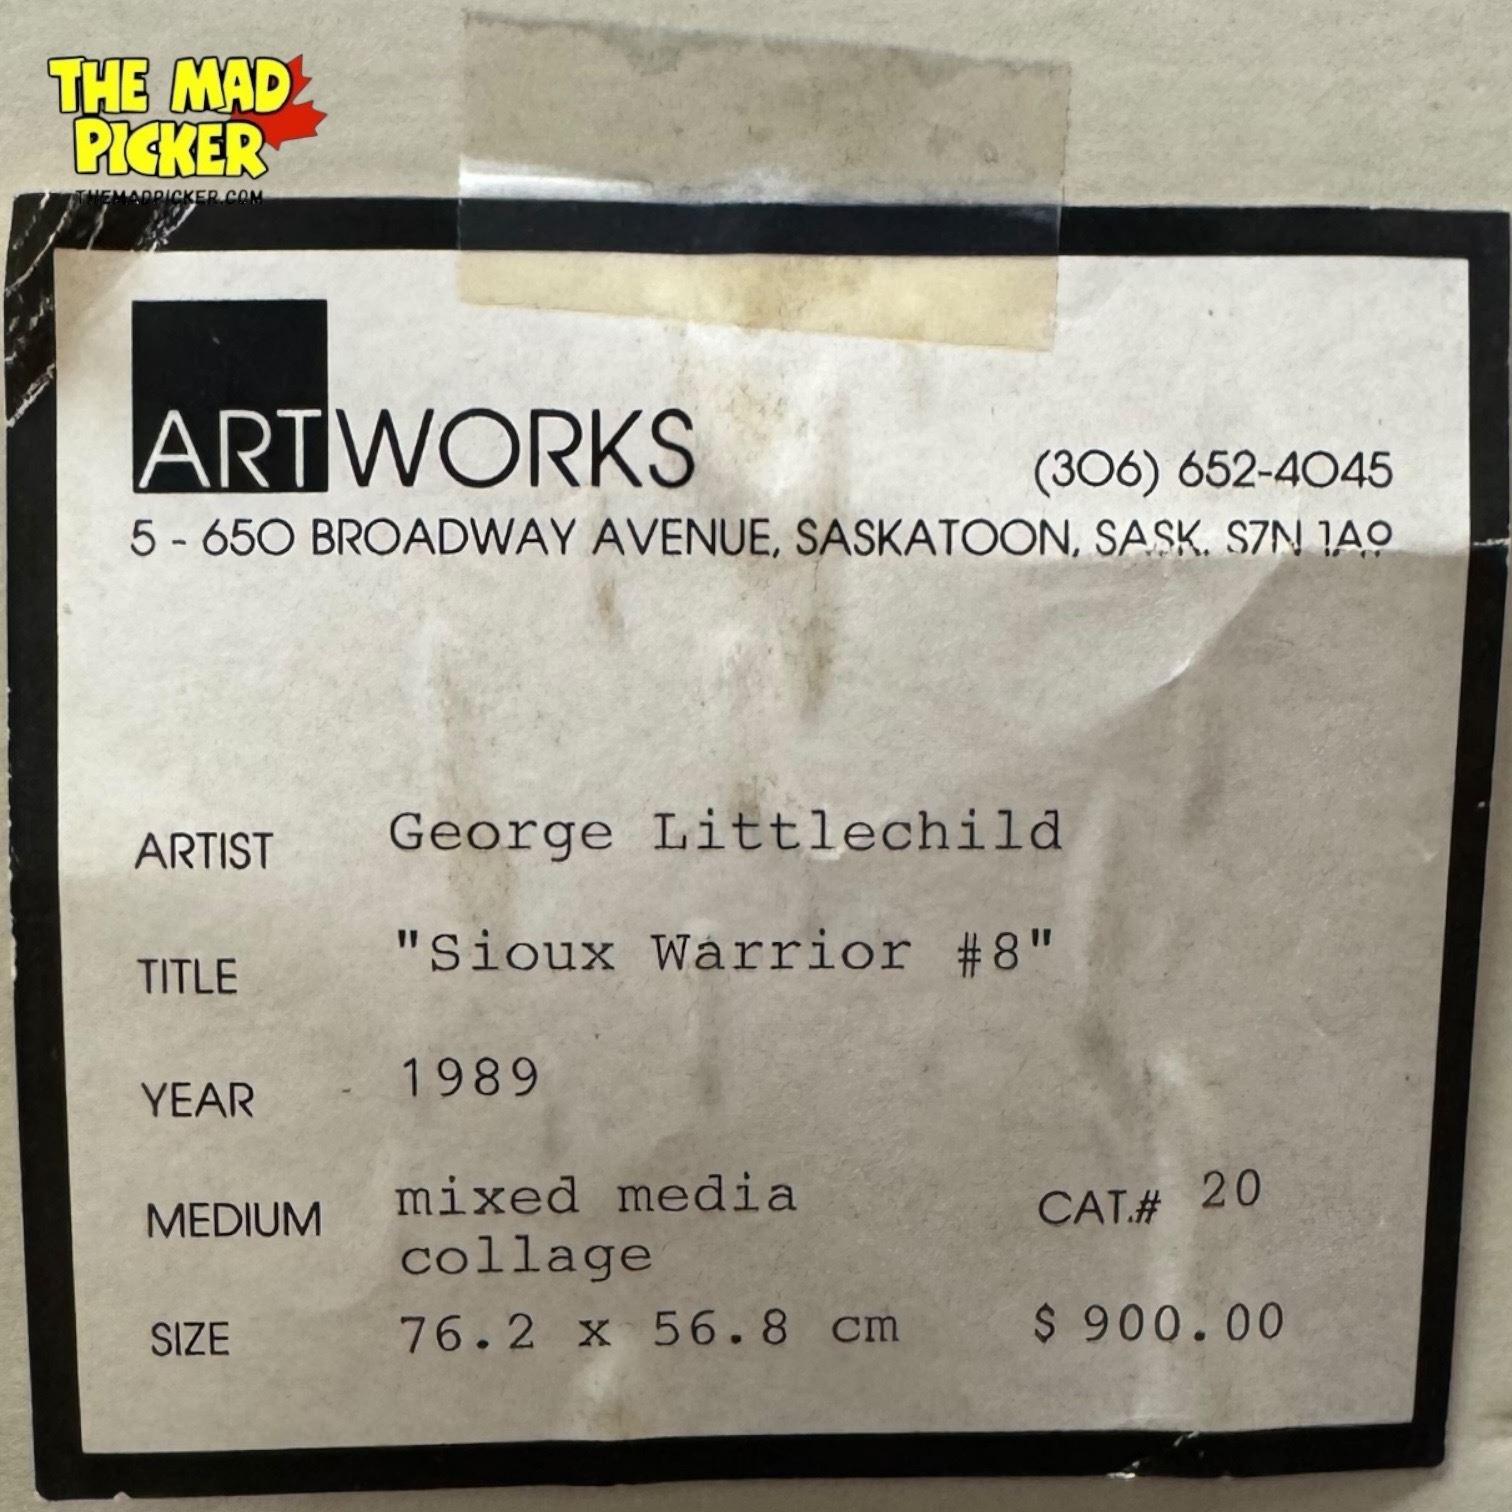 THE MAD
PICKER
THEMADPICKER.COM
ARTWORKS
(306) 652-4045
5 - 650 BROADWAY AVENUE, SASKATOON, SASK. S7N 1A9
ARTIST George Littlechild
TITLE "Sioux Warrior #8"
YEAR 1989
MEDIUM mixed media CAT.# 20
collage
SIZE 76.2 x 56.8 cm $ 900.00